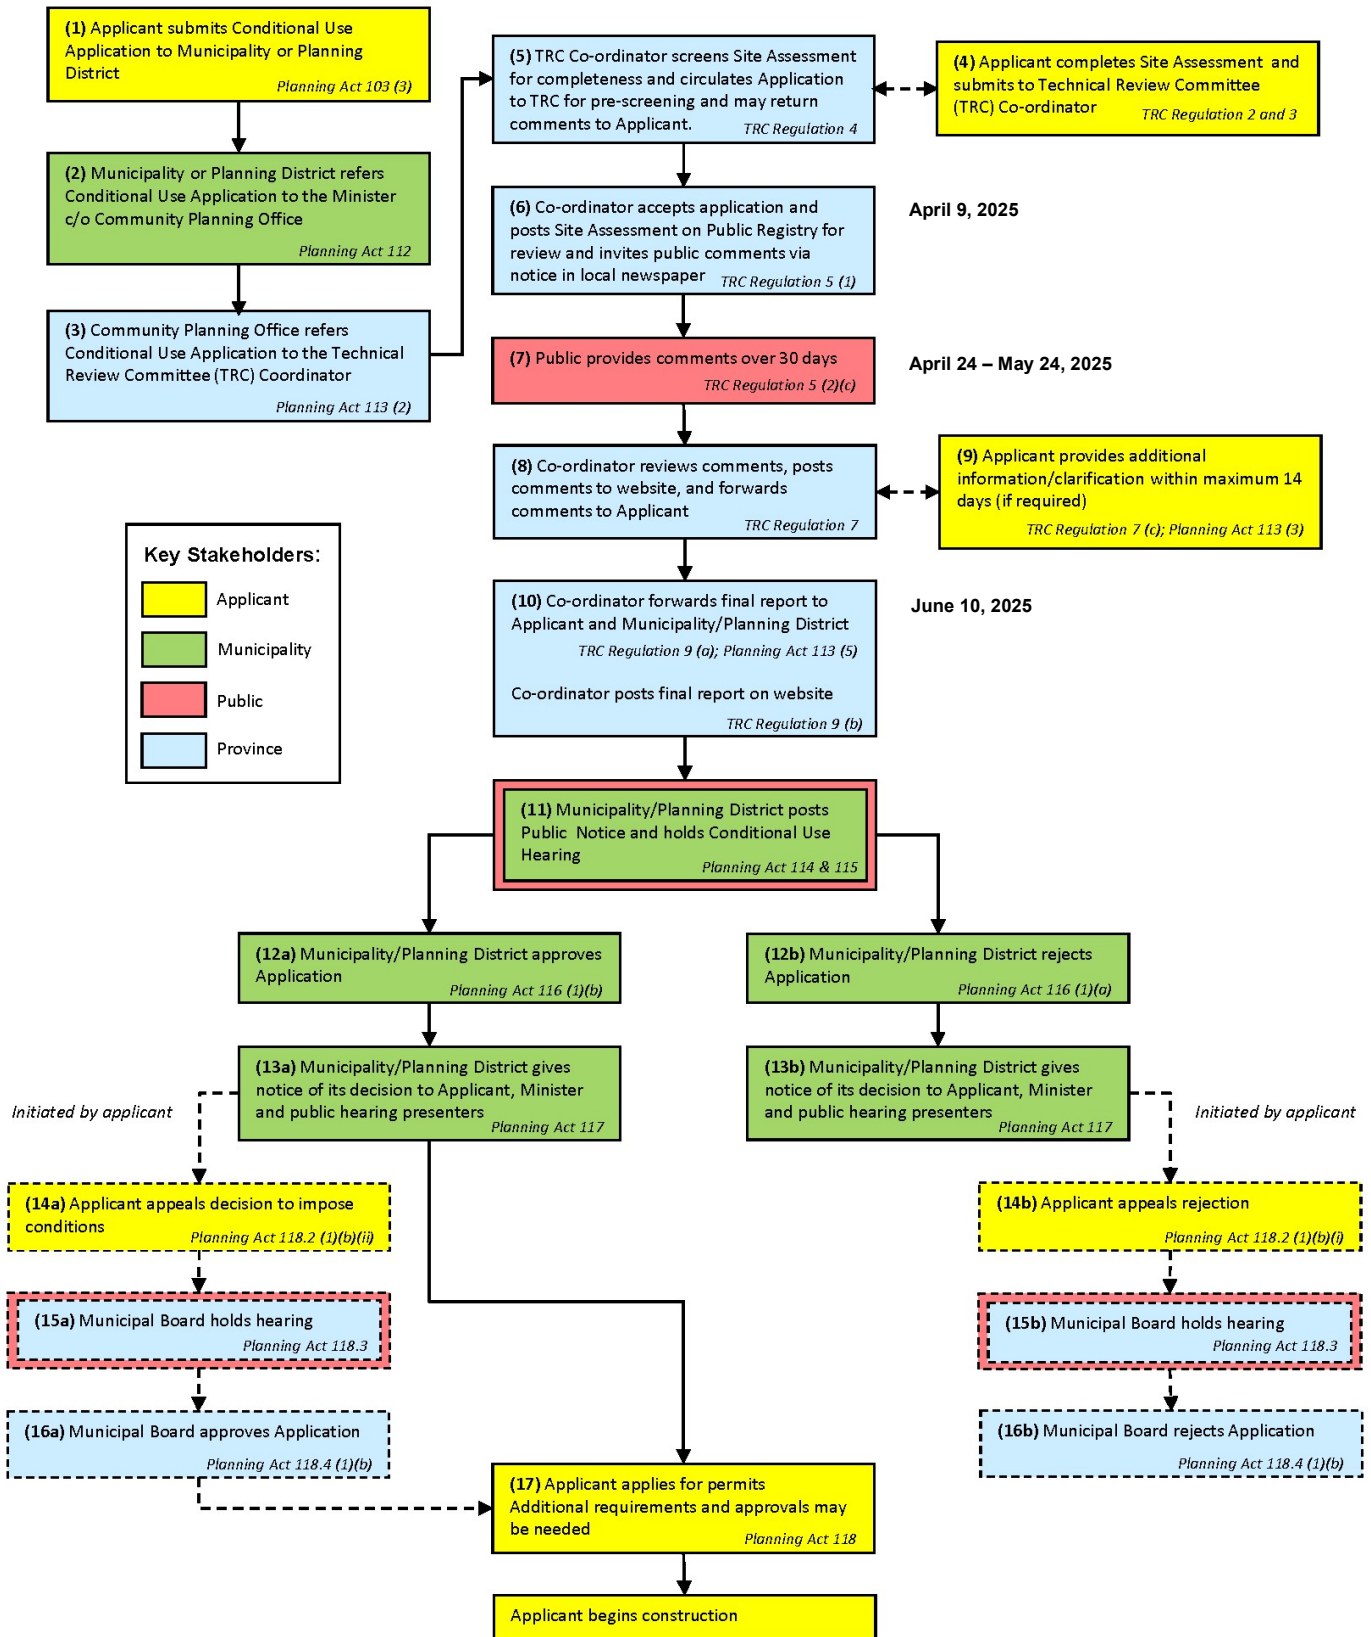 (1) Applicant submits Conditional Use
Application to Municipality or Planning
District
Planning Act 103 (3)
(2) Municipality or Planning District refers
Conditional Use Application to the Minister
c/o Community Planning Office
Planning Act 112
(3) Community Planning Office refers
Conditional Use Application to the Technical
Review Committee (TRC) Coordinator
Planning Act 113 (2)
(4) Applicant completes Site Assessment and
submits to Technical Review Committee
(TRC) Co-ordinator
TRC Regulation 2 and 3
(5) TRC Co-ordinator screens Site Assessment
for completeness and circulates Application
to TRC for pre-screening and may return
comments to Applicant.
TRC Regulation 4
(6) Co-ordinator accepts application and
posts Site Assessment on Public Registry for
review and invites public comments via
notice in local newspaper
TRC Regulation 5 (1)
April 9, 2025
(7) Public provides comments over 30 days
TRC Regulation 5 (2)(c)
April 24 – May 24, 2025
(8) Co-ordinator reviews comments, posts
comments to website, and forwards
comments to Applicant
TRC Regulation 7
(9) Applicant provides additional
information/clarification within maximum 14
days (if required)
TRC Regulation 7 (c); Planning Act 113 (3)
Key Stakeholders:
Applicant
Municipality
Public
Province
(10) Co-ordinator forwards final report to
Applicant and Municipality/Planning District
TRC Regulation 9 (a); Planning Act 113 (5)
Co-ordinator posts final report on website
TRC Regulation 9 (b)
June 10, 2025
(11) Municipality/Planning District posts
Public Notice and holds Conditional Use
Hearing
Planning Act 114 & 115
(12a) Municipality/Planning District approves
Application
Planning Act 116 (1)(b)
(12b) Municipality/Planning District rejects
Application
Planning Act 116 (1)(a)
(13a) Municipality/Planning District gives
notice of its decision to Applicant, Minister
and public hearing presenters
Planning Act 117
(13b) Municipality/Planning District gives
notice of its decision to Applicant, Minister
and public hearing presenters
Planning Act 117
Initiated by applicant
Initiated by applicant
(14a) Applicant appeals decision to impose
conditions
Planning Act 118.2 (1)(b)(ii)
(14b) Applicant appeals rejection
Planning Act 118.2 (1)(b)(i)
(15a) Municipal Board holds hearing
Planning Act 118.3
(15b) Municipal Board holds hearing
Planning Act 118.3
(16a) Municipal Board approves Application
Planning Act 118.4 (1)(b)
(16b) Municipal Board rejects Application
Planning Act 118.4 (1)(b)
(17) Applicant applies for permits
Additional requirements and approvals may
be needed
Planning Act 118
Applicant begins construction